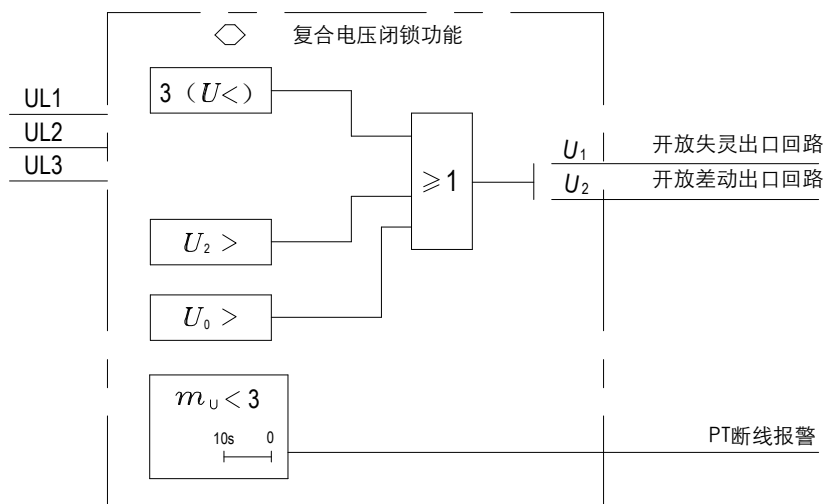 复合电压闭锁功能
3（U<）
UL1
UL2
UL3
≥1
U₁ 开放失灵出口回路
U₂ 开放差动出口回路
U₂ >
U₀ >
m∪ < 3
10s 0
PT断线报警